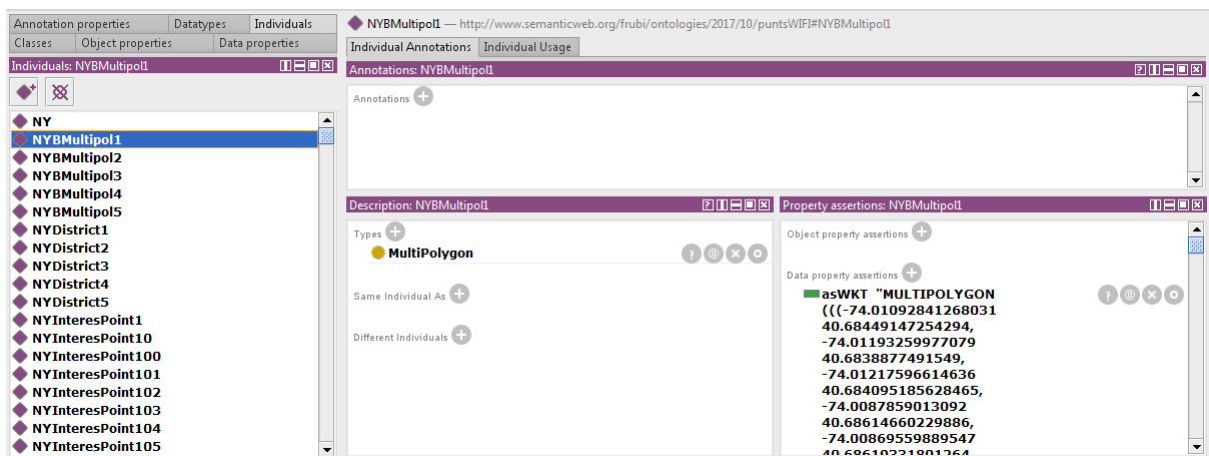 Annotation properties Datatypes Individuals
Classes Object properties Data properties
Individuals: NYBMultipol1
NY
NYBMultipol1
NYBMultipol2
NYBMultipol3
NYBMultipol4
NYBMultipol5
NYDistrict1
NYDistrict2
NYDistrict3
NYDistrict4
NYDistrict5
NYInteresPoint1
NYInteresPoint10
NYInteresPoint100
NYInteresPoint101
NYInteresPoint102
NYInteresPoint103
NYInteresPoint104
NYInteresPoint105
NYBMultipol1 — http://www.semanticweb.org/frubi/ontologies/2017/10/puntsWIFI#NYBMultipol1
Individual Annotations Individual Usage
Annotations: NYBMultipol1
Annotations
Description: NYBMultipol1
Types
MultiPolygon
Same Individual As
Different Individuals
Property assertions: NYBMultipol1
Object property assertions
Data property assertions
asWKT "MULTIPOLYGON
(((-74.01092841268031
40.68449147254294,
-74.01193259977079
40.6838877491549,
-74.01217596614636
40.684095185628465,
-74.0087859013092
40.68614660229886,
-74.00869559889547
40.68619331801264